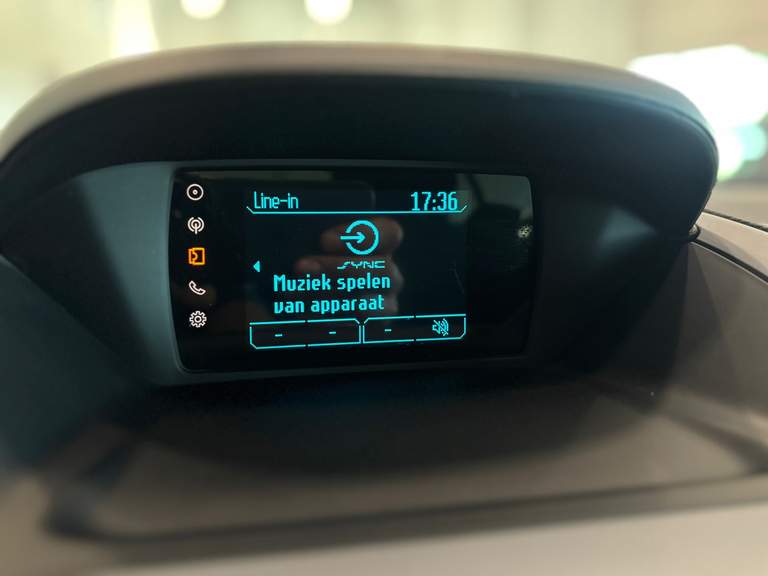 Line-in 17:36
SYNC
Muziek spelen
van apparaat
- - -